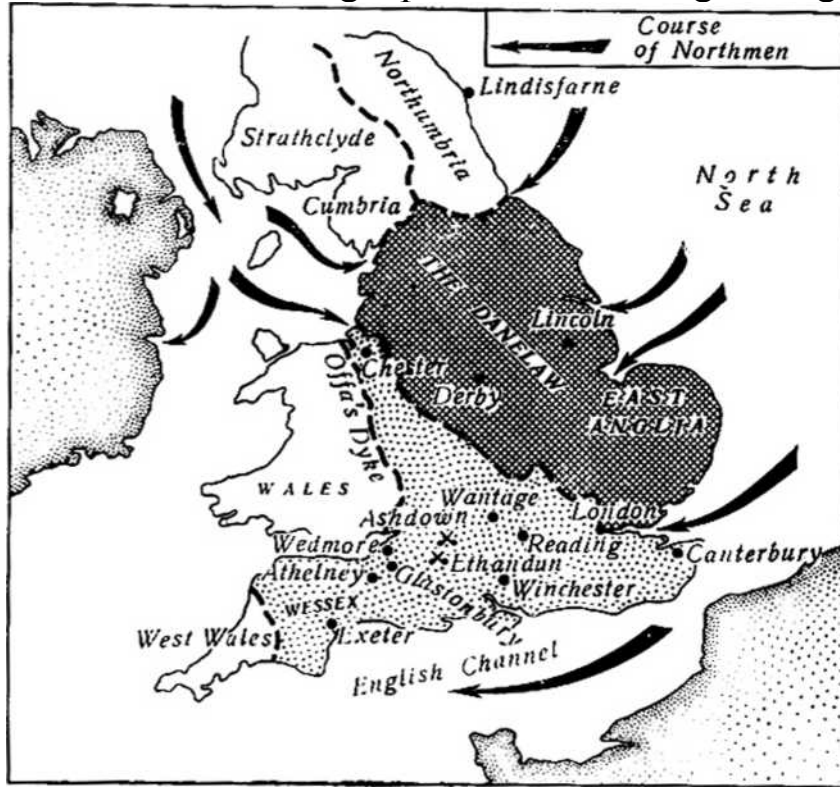 Course
of Northmen
Lindisfarne
Northumbria
Strathclyde
North
Sea
Cumbria
THE DANELAW
Lincoln
Chester
Derby
Offa's Dyke
EAST
ANGLIA
WALES
Wantage
London
Ashdown
Wedmore
Reading
Canterbury
Ethandun
Athelney
Glastonbury
Winchester
WESSEX
West Wales
Exeter
English Channel